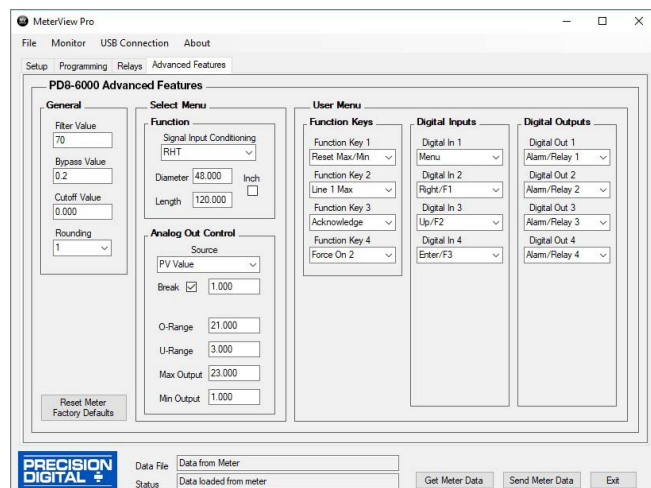 MeterView Pro
File Monitor USB Connection About
Setup Programming Relays Advanced Features
PD8-6000 Advanced Features
General
Filter Value
70
Bypass Value
0.2
Cutoff Value
0.000
Rounding
1
Reset Meter
Factory Defaults
Select Menu
Function
Signal Input Conditioning
RHT
Diameter 48.000 Inch
Length 120.000
Analog Out Control
Source
PV Value
Break 1.000
O-Range 21.000
U-Range 3.000
Max Output 23.000
Min Output 1.000
User Menu
Function Keys
Function Key 1
Reset Max/Min
Function Key 2
Line 1 Max
Function Key 3
Acknowledge
Function Key 4
Force On 2
Digital Inputs
Digital In 1
Menu
Digital In 2
Right/F1
Digital In 3
Up/F2
Digital In 4
Enter/F3
Digital Outputs
Digital Out 1
Alarm/Relay 1
Digital Out 2
Alarm/Relay 2
Digital Out 3
Alarm/Relay 3
Digital Out 4
Alarm/Relay 4
PRECISION
DIGITAL
Data File Data from Meter
Status Data loaded from meter
Get Meter Data Send Meter Data Exit